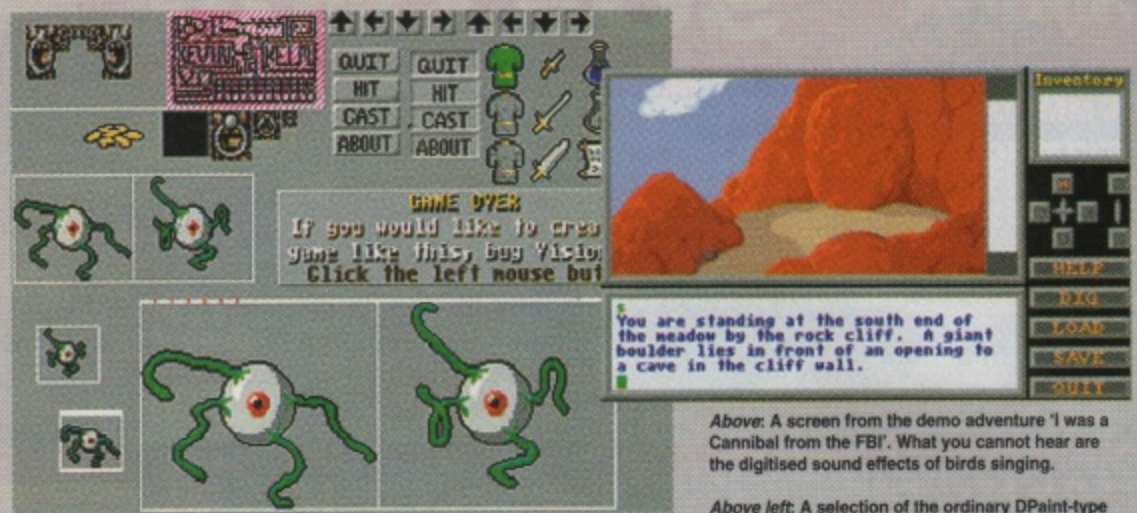 KEVIN KELM
QUIT QUIT
HIT HIT
CAST CAST
ABOUT ABOUT
GAME OVER
If you would like to crea
game like this, buy Visio
Click the left mouse but
Inventory
HELP
DIG
LOAD
SAVE
QUIT
s
You are standing at the south end of
the meadow by the rock cliff. A giant
boulder lies in front of an opening to
a cave in the cliff wall.
Above: A screen from the demo adventure 'I was a
Cannibal from the FBI'. What you cannot hear are
the digitised sound effects of birds singing.
Above left: A selection of the ordinary DPaint-type